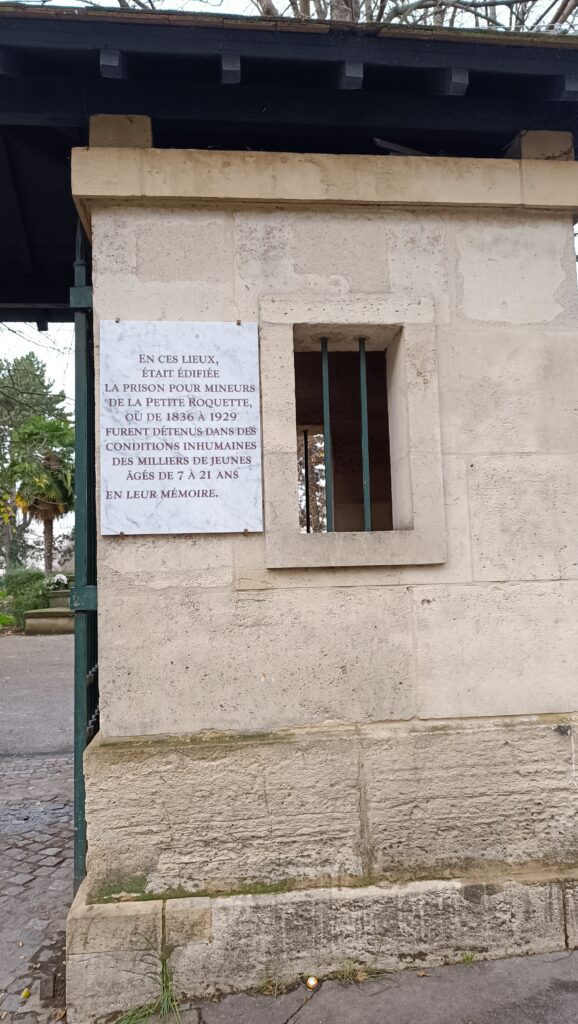 EN CES LIEUX,
ÉTAIT ÉDIFIÉE
LA PRISON POUR MINEURS
DE LA PETITE ROQUETTE,
OÙ DE 1836 À 1929
FURENT DÉTENUS DANS DES
CONDITIONS INHUMAINES
DES MILLIERS DE JEUNES
ÂGÉS DE 7 À 21 ANS
EN LEUR MÉMOIRE.